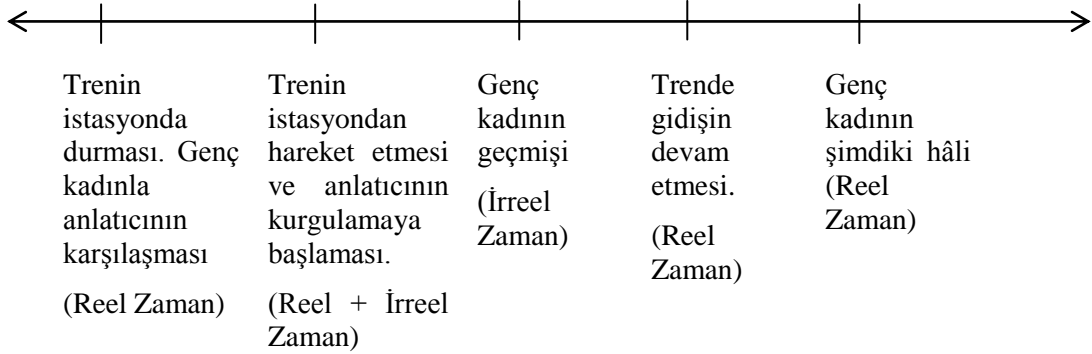 Trenin
istasyonda
durması. Genç
kadınla
anlatıcının
karşılaşması
(Reel Zaman)
Trenin
istasyondan
hareket etmesi
ve anlatıcının
kurgulamaya
başlaması.
(Reel + İrreel
Zaman)
Genç
kadının
geçmişi
(İrreel
Zaman)
Trende
gidişin
devam
etmesi.
(Reel
Zaman)
Genç
kadının
şimdiki hâli
(Reel
Zaman)